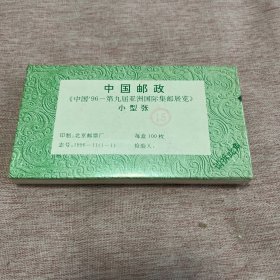 中国邮政
《中国'96－第九届亚洲国际集邮展览》
小型张
15
印制：北京邮票厂 每盒100枚
志号：1996－11(1－1) 检验人：